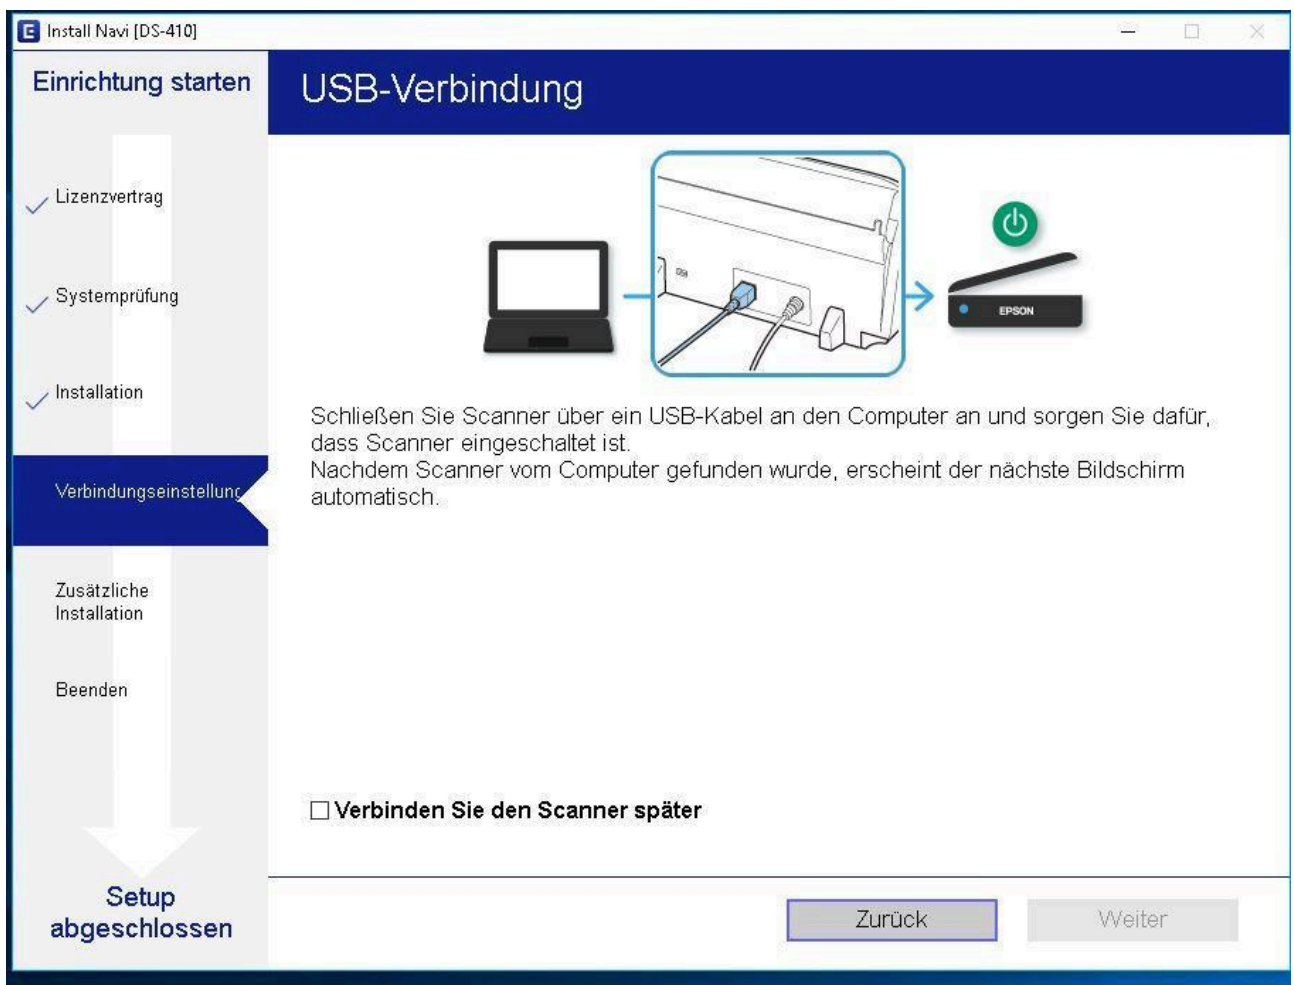 Install Navi [DS-410]
Einrichtung starten
USB-Verbindung
Lizenzvertrag
Systemprüfung
Installation
Verbindungseinstellung
Zusätzliche
Installation
Beenden
Setup
abgeschlossen
EPSON
Schließen Sie Scanner über ein USB-Kabel an den Computer an und sorgen Sie dafür,
dass Scanner eingeschaltet ist.
Nachdem Scanner vom Computer gefunden wurde, erscheint der nächste Bildschirm
automatisch.
Verbinden Sie den Scanner später
Zurück
Weiter